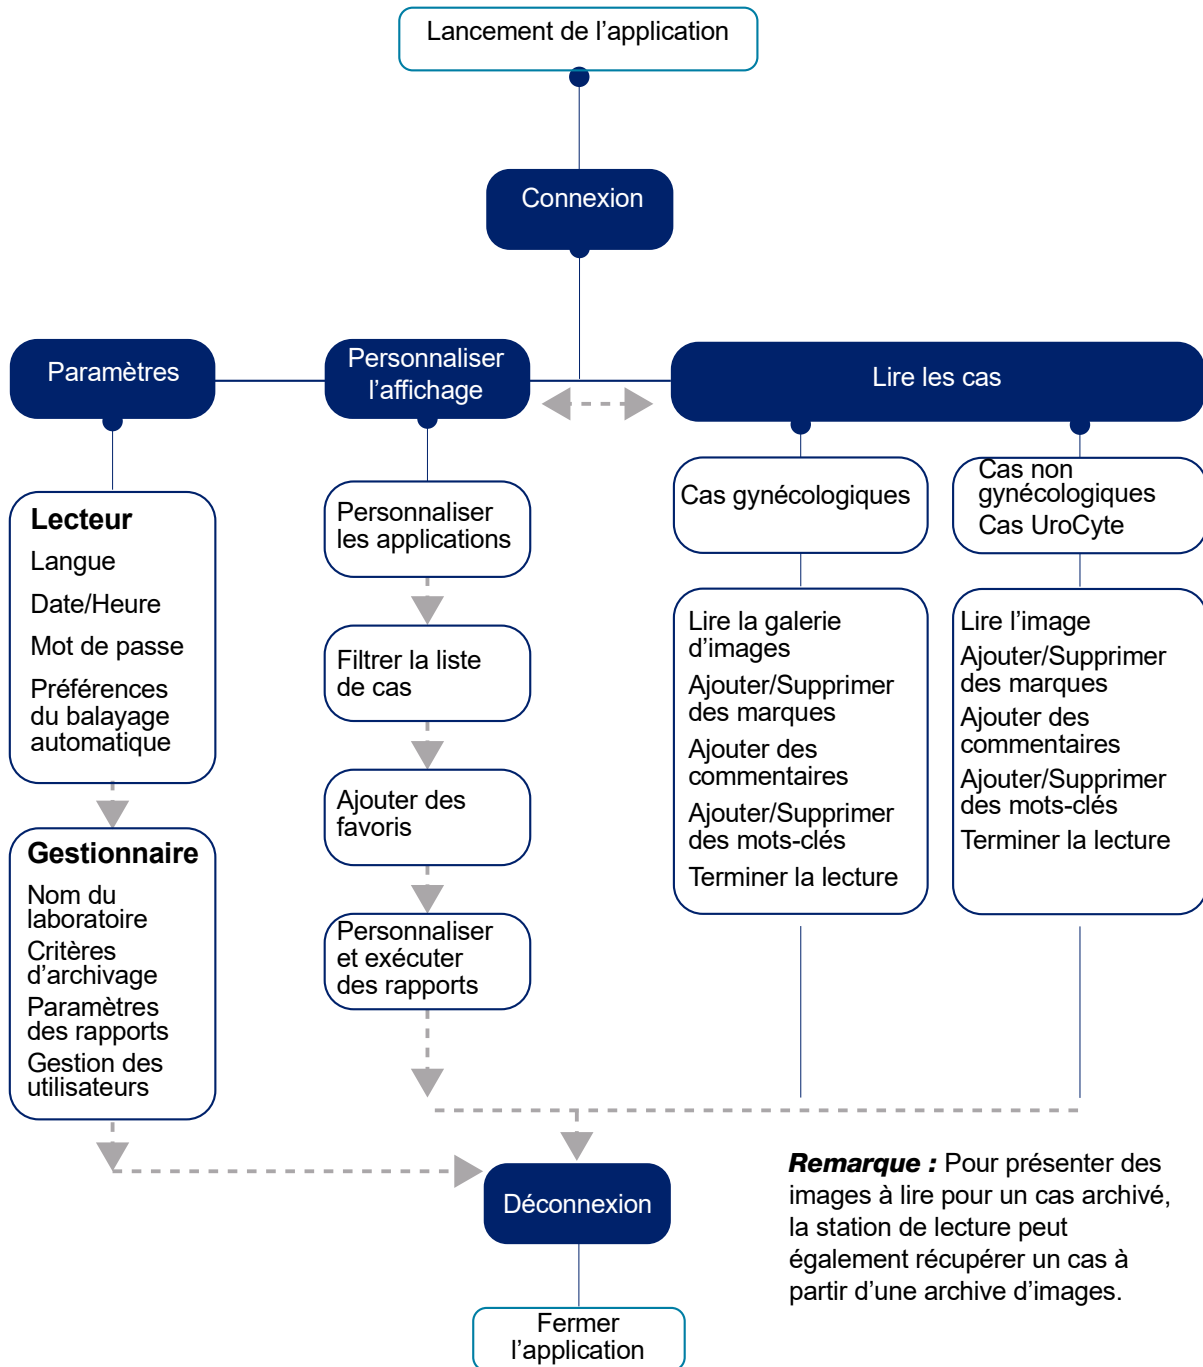 Lancement de l’application
Connexion
Paramètres
Personnaliser
l’affichage
Lire les cas
Lecteur
Langue
Date/Heure
Mot de passe
Préférences
du balayage
automatique
Gestionnaire
Nom du
laboratoire
Critères
d’archivage
Paramètres
des rapports
Gestion des
utilisateurs
Personnaliser
les applications
Filtrer la liste
de cas
Ajouter des
favoris
Personnaliser
et exécuter
des rapports
Cas gynécologiques
Lire la galerie
d’images
Ajouter/Supprimer
des marques
Ajouter des
commentaires
Ajouter/Supprimer
des mots-clés
Terminer la lecture
Cas non
gynécologiques
Cas UroCyte
Lire l’image
Ajouter/Supprimer
des marques
Ajouter des
commentaires
Ajouter/Supprimer
des mots-clés
Terminer la lecture
Déconnexion
Fermer
l’application
Remarque : Pour présenter des
images à lire pour un cas archivé,
la station de lecture peut
également récupérer un cas à
partir d’une archive d’images.